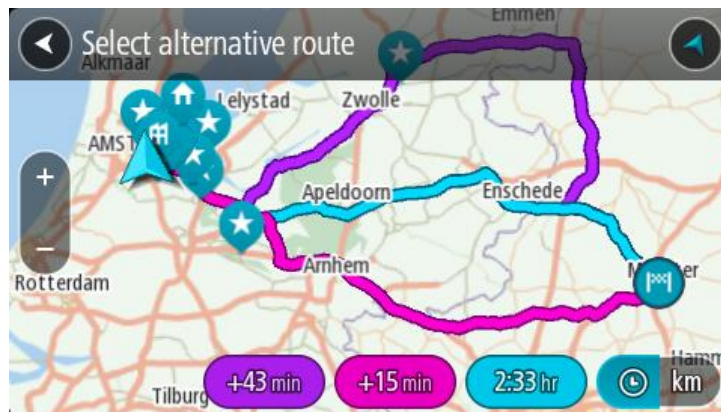 Emmen
Select alternative route
Alkmaar
Lelystad
Zwolle
AMST
+
Apeldoorn
Enschede
−
Arnhem
Rotterdam
Hamm
Tilburg
+43 min
+15 min
2:33 hr
km